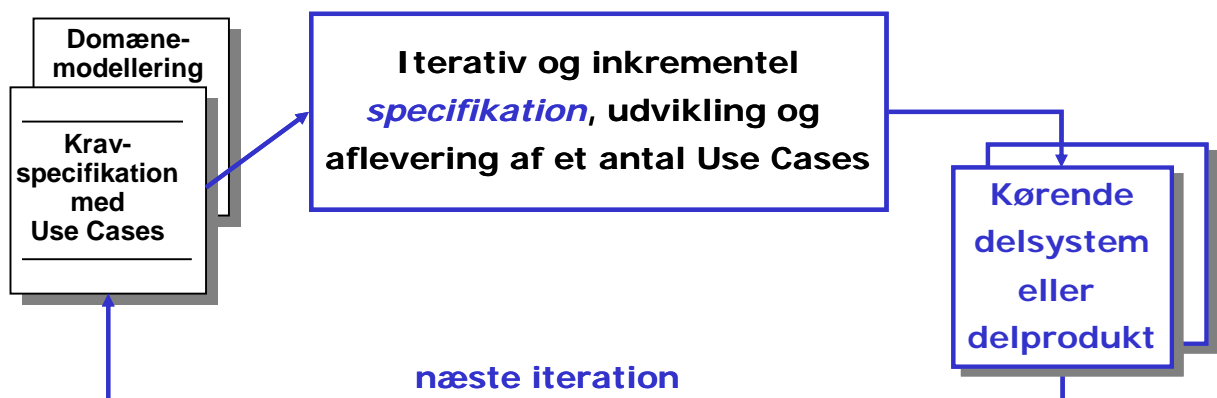 Domæne-
modellering
Krav-
specifikation
med
Use Cases
Iterativ og inkrementel
specifikation, udvikling og
aflevering af et antal Use Cases
Kørende
delsystem
eller
delprodukt
næste iteration